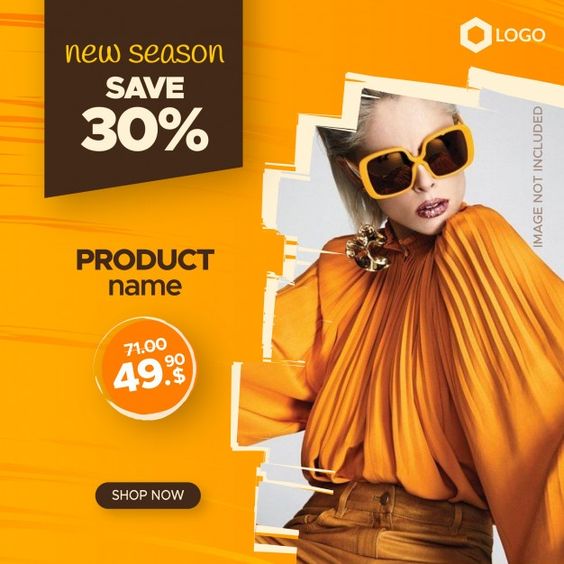 new season
SAVE
30%
LOGO
IMAGE NOT INCLUDED
PRODUCT
name
71.00
49.90$
SHOP NOW